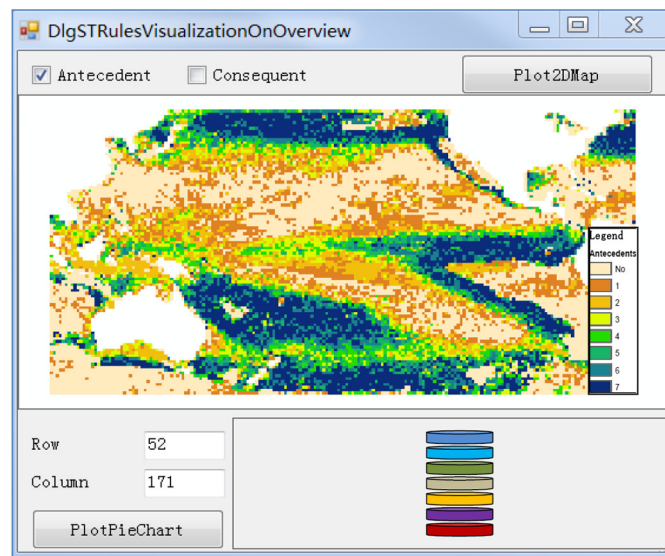 DlgSTRulesVisualizationOnOverview
Antecedent Consequent Plot2DMap
Legend
Antecedents
No
1
2
3
4
5
6
7
Row 52
Column 171
PlotPieChart